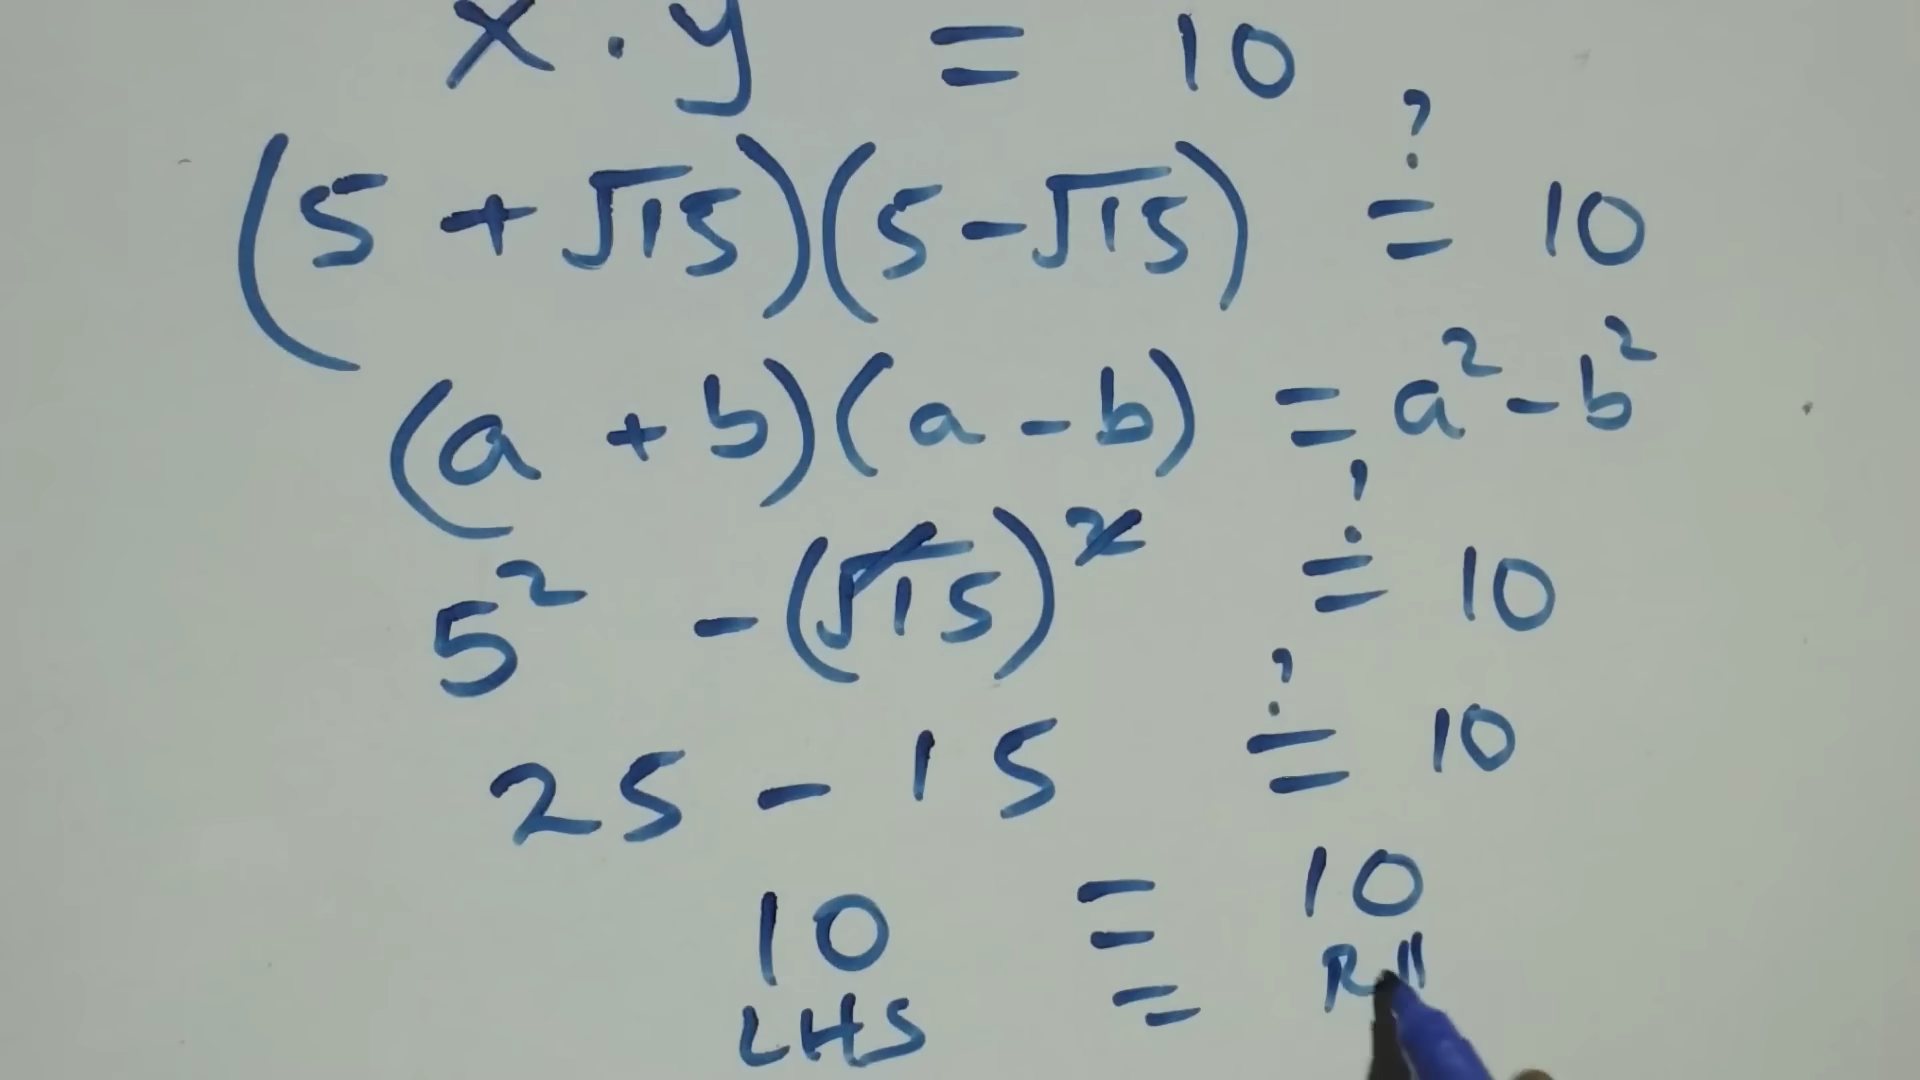 x · y = 10
(5 + √15)(5 - √15) ?= 10
(a + b)(a - b) = a² - b²
5² - (√15)² ?= 10
25 - 15 ?= 10
10 = 10
LHS = RH